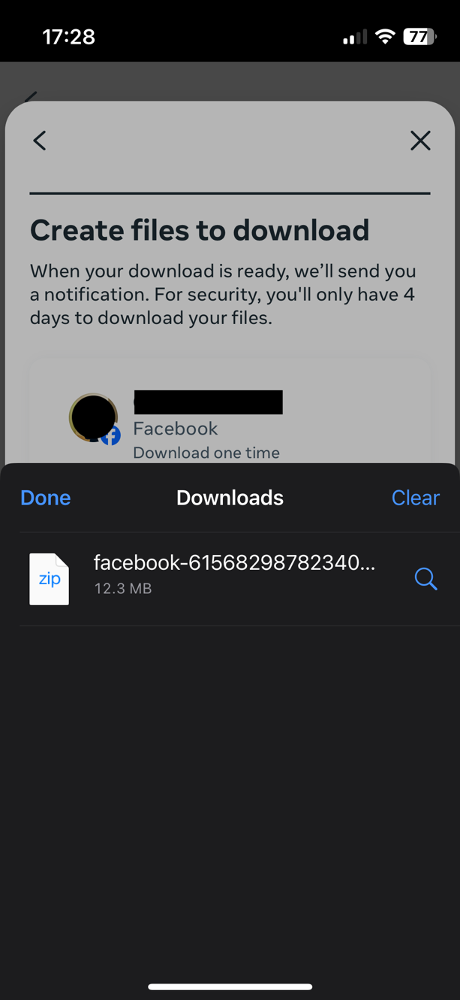 17:28
77
Create files to download
When your download is ready, we’ll send you
a notification. For security, you'll only have 4
days to download your files.
Facebook
Download one time
Done
Downloads
Clear
zip
facebook-61568298782340...
12.3 MB